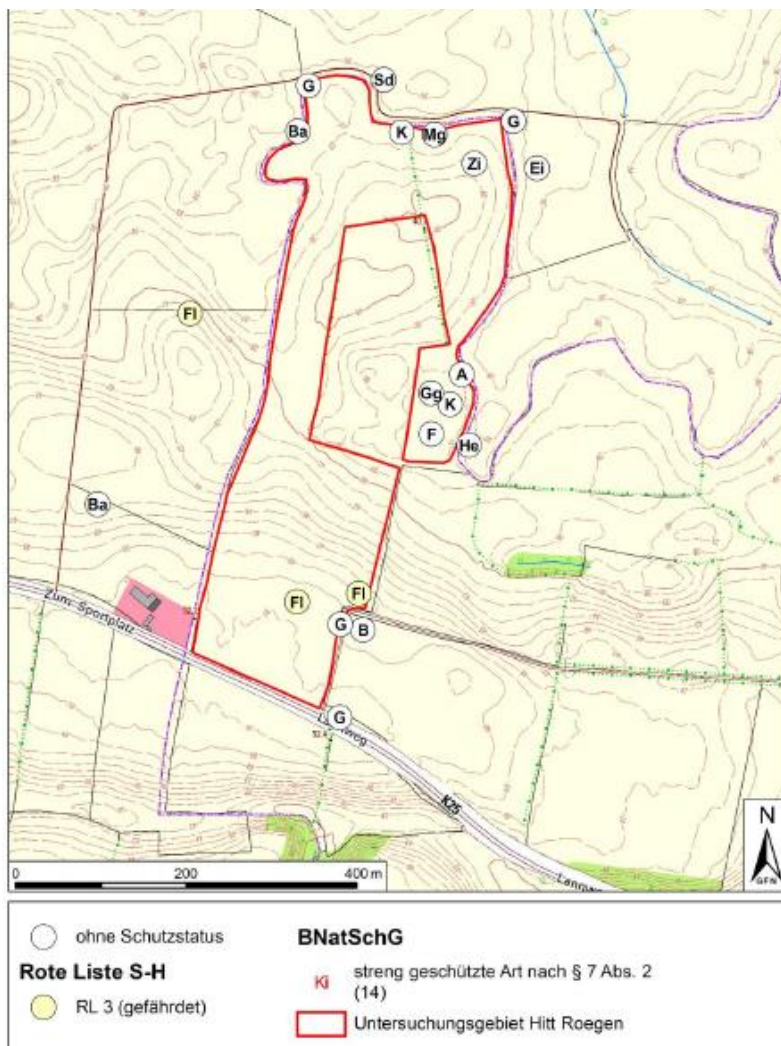 G
Sd
Ba
K
Mg
G
Zi
Ei
Fl
A
Gg
K
F
He
Ba
Zum Sportplatz
Fl
Fl
G
B
G
K25
N
GFN
0 200 400 m
ohne Schutzstatus
BNatSchG
Rote Liste S-H
Ki streng geschützte Art nach § 7 Abs. 2
(14)
RL 3 (gefährdet)
Untersuchungsgebiet Hitt Roegen